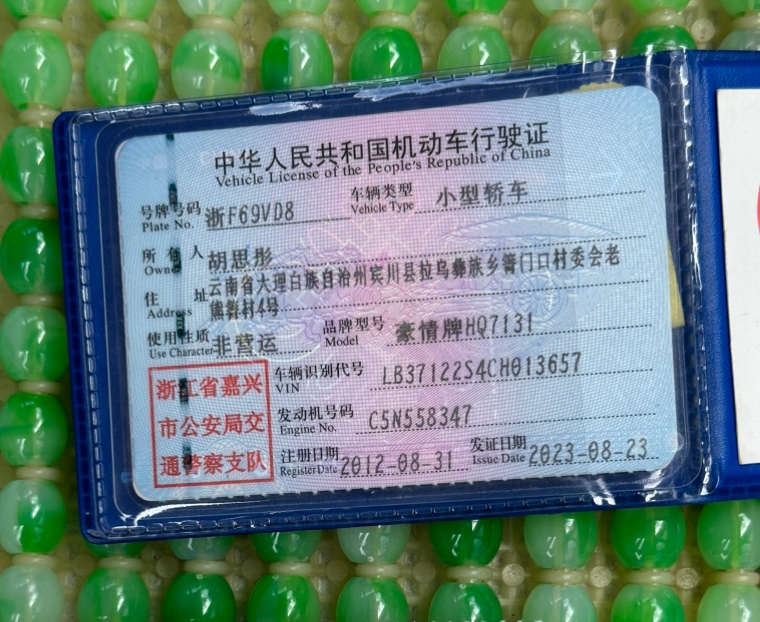 中华人民共和国机动车行驶证
Vehicle License of the People's Republic of China
号牌号码 浙F69VD8 车辆类型 小型轿车
Plate No. Vehicle Type
所有人 胡思彤
Owner
云南省大理白族自治州宾川县拉乌彝族乡箐门口村委会老
住址 熊箐村4号
Address
使用性质 非营运 品牌型号 豪情牌HQ7131
Use Character Model
车辆识别代号 LB37122S4CH013657
VIN
发动机号码 C5N558347
Engine No.
注册日期 2012-08-31 发证日期 2023-08-23
Register Date Issue Date
浙江省嘉兴
市公安局交
通警察支队